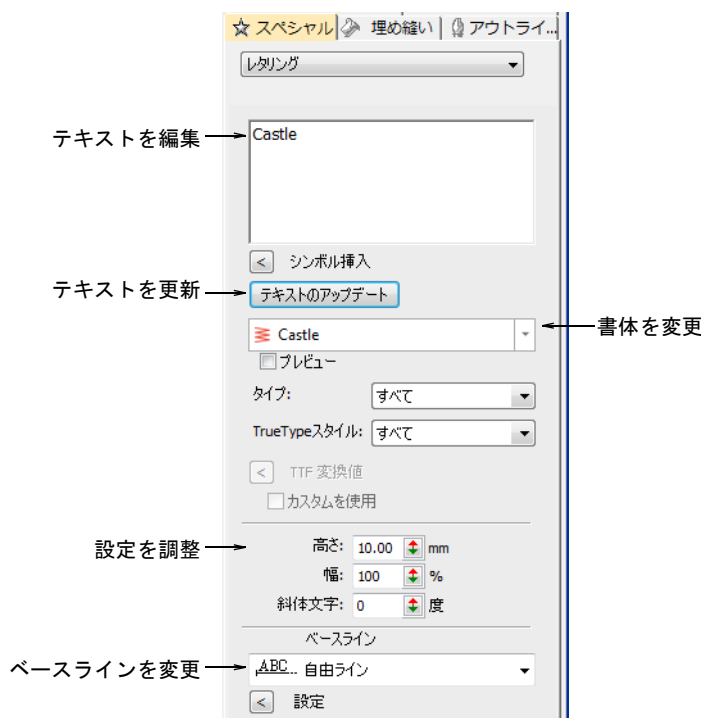 スペシャル 埋め縫い アウトライ...
レタリング
テキストを編集 Castle
< シンボル挿入
テキストを更新 テキストのアップデート
Castle 書体を変更
プレビュー
タイプ: すべて
TrueTypeスタイル: すべて
< TTF 変換値
カスタムを使用
設定を調整 高さ: 10.00 mm
幅: 100 %
斜体文字: 0 度
ベースライン
ベースラインを変更 ABC... 自由ライン
< 設定